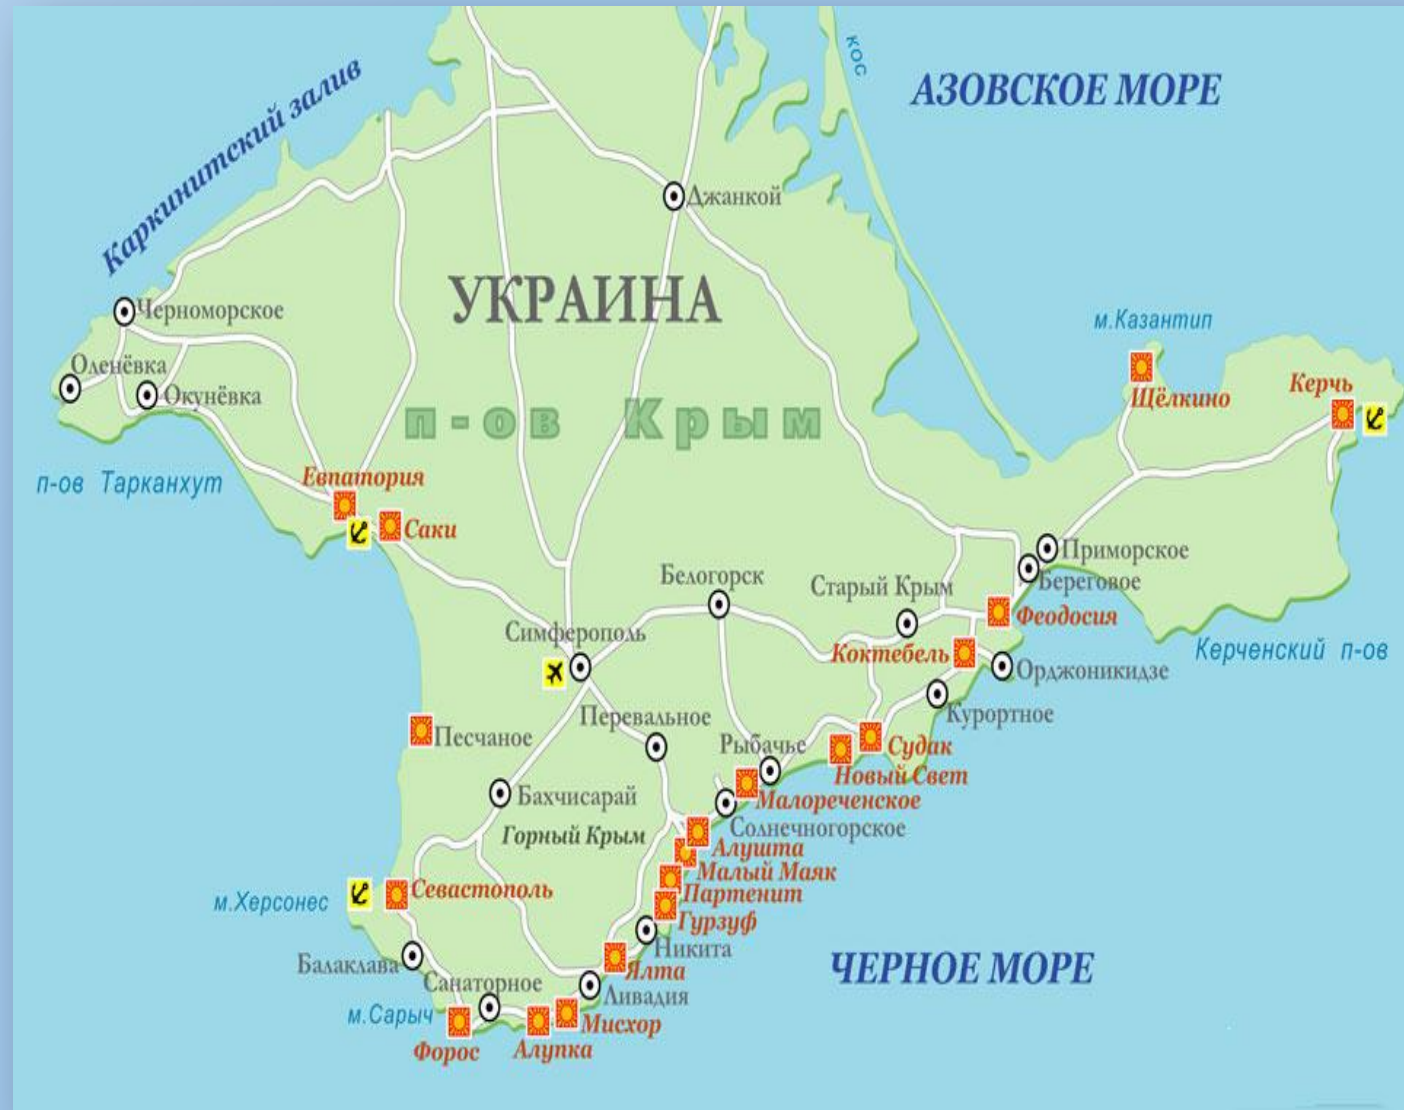 Каркинитский залив
кос
АЗОВСКОЕ МОРЕ
Джанкой
УКРАИНА
Черноморское
м.Казантип
Оленёвка
Окунёвка
Щёлкино
Керчь
п-ов Крым
п-ов Тарканхут
Евпатория
Саки
Приморское
Береговое
Белогорск
Старый Крым
Феодосия
Симферополь
Коктебель
Керченский п-ов
Орджоникидзе
Курортное
Перевальное
Песчаное
Рыбачье
Судак
Новый Свет
Бахчисарай
Малореченское
Горный Крым
Солнечногорское
Алушта
Малый Маяк
Партенит
Гурзуф
Севастополь
м.Херсонес
Никита
Балаклава
Ялта
ЧЕРНОЕ МОРЕ
Санаторное
Ливадия
м.Сарыч
Мисхор
Форос
Алупка